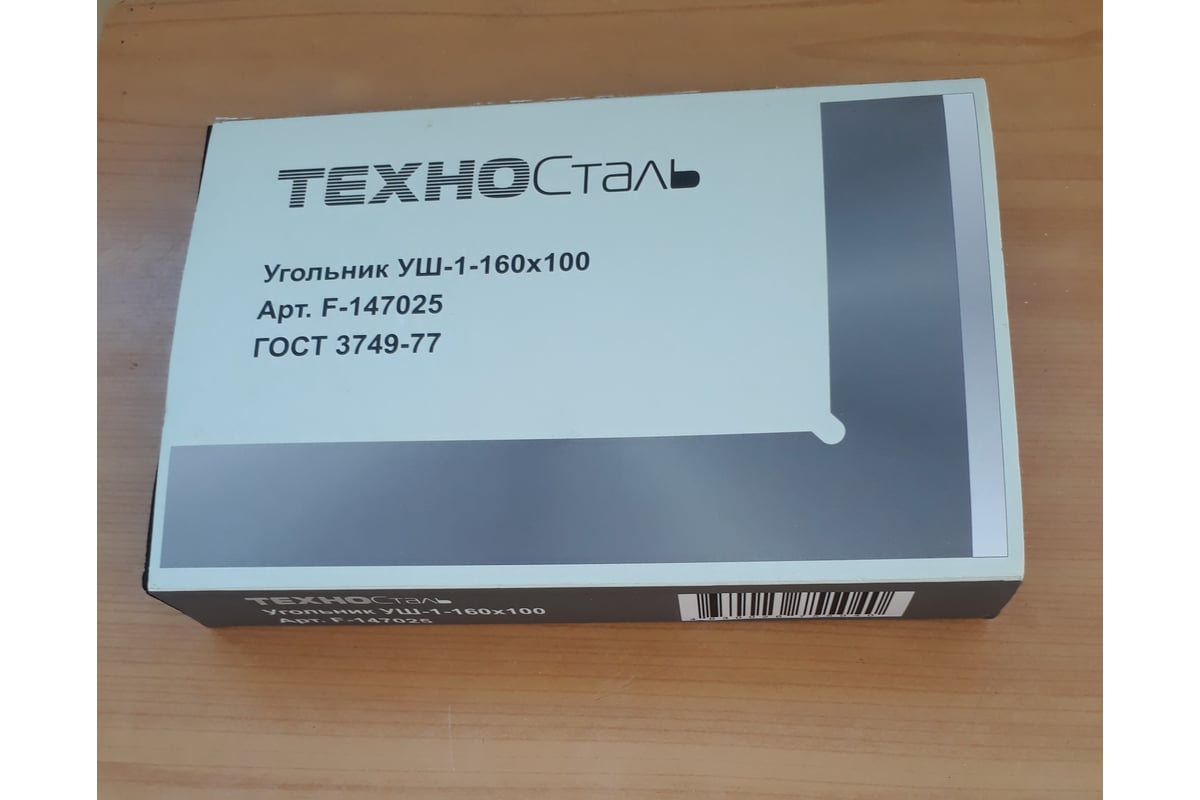 ТЕХНОСталь
Угольник УШ-1-160х100
Арт. F-147025
ГОСТ 3749-77
ТЕХНОСталь
Угольник УШ-1-160х100
Арт. F-147025